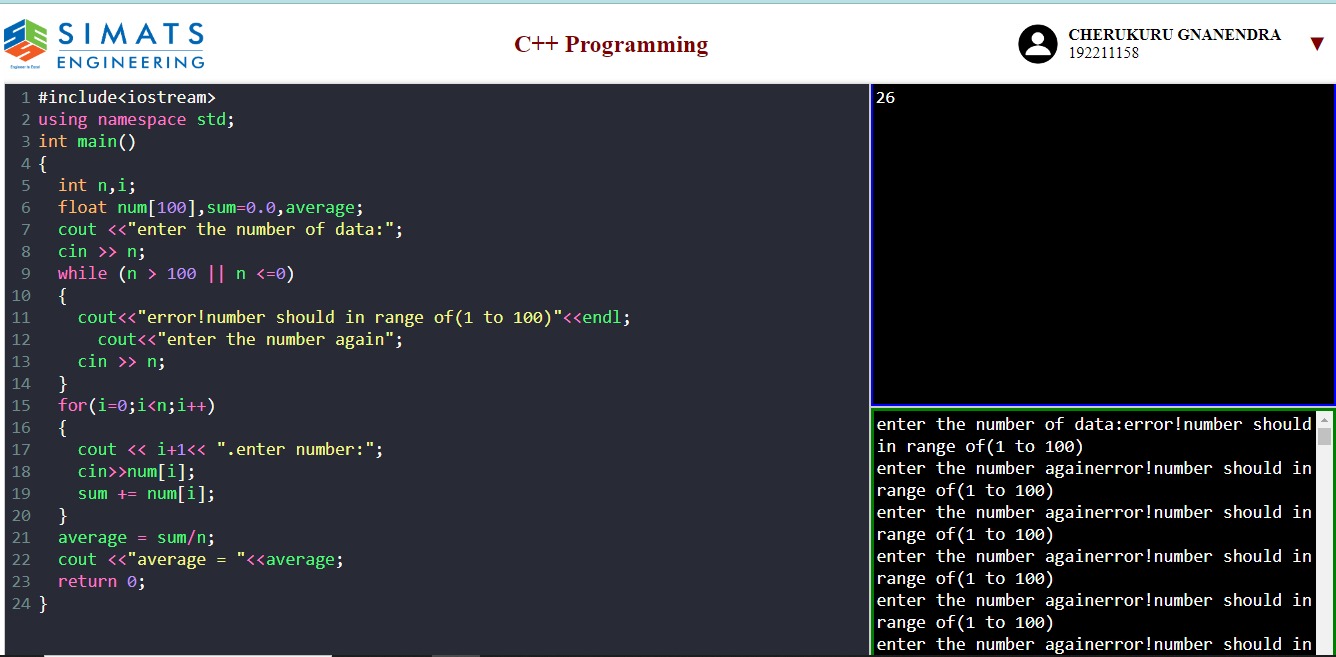 SIMATS
ENGINEERING
Engineer to Excel
C++ Programming
CHERUKURU GNANENDRA
192211158
1 #include<iostream>
2 using namespace std;
3 int main()
4 {
5   int n,i;
6   float num[100],sum=0.0,average;
7   cout <<"enter the number of data:";
8   cin >> n;
9   while (n > 100 || n <=0)
10   {
11     cout<<"error!number should in range of(1 to 100)"<<endl;
12       cout<<"enter the number again";
13     cin >> n;
14   }
15   for(i=0;i<n;i++)
16   {
17     cout << i+1<< ".enter number:";
18     cin>>num[i];
19     sum += num[i];
20   }
21   average = sum/n;
22   cout <<"average = "<<average;
23   return 0;
24 }
26
enter the number of data:error!number should
in range of(1 to 100)
enter the number againerror!number should in
range of(1 to 100)
enter the number againerror!number should in
range of(1 to 100)
enter the number againerror!number should in
range of(1 to 100)
enter the number againerror!number should in
range of(1 to 100)
enter the number againerror!number should in